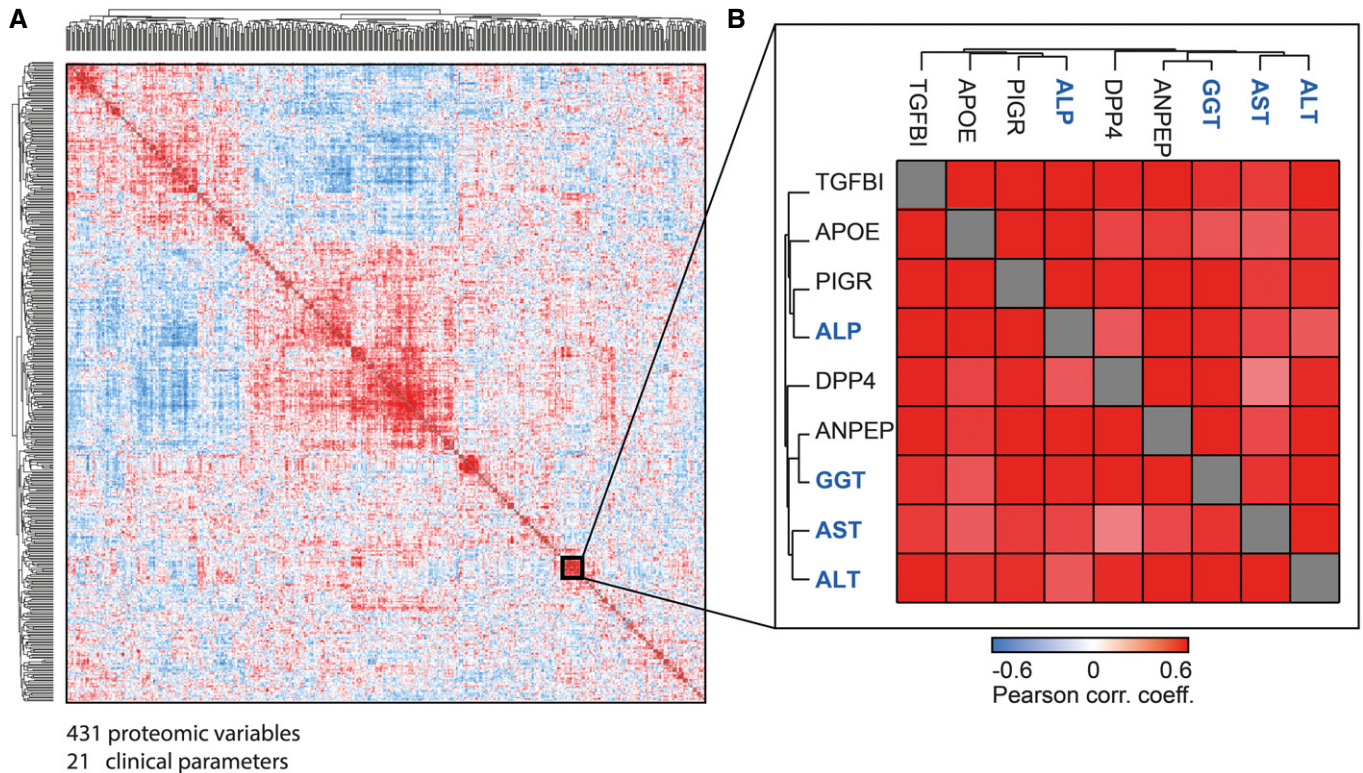 A
B
TGFBI
APOE
PIGR
ALP
DPP4
ANPEP
GGT
AST
ALT
TGFBI
APOE
PIGR
ALP
DPP4
ANPEP
GGT
AST
ALT
-0.6 0 0.6
Pearson corr. coeff.
431 proteomic variables
21 clinical parameters